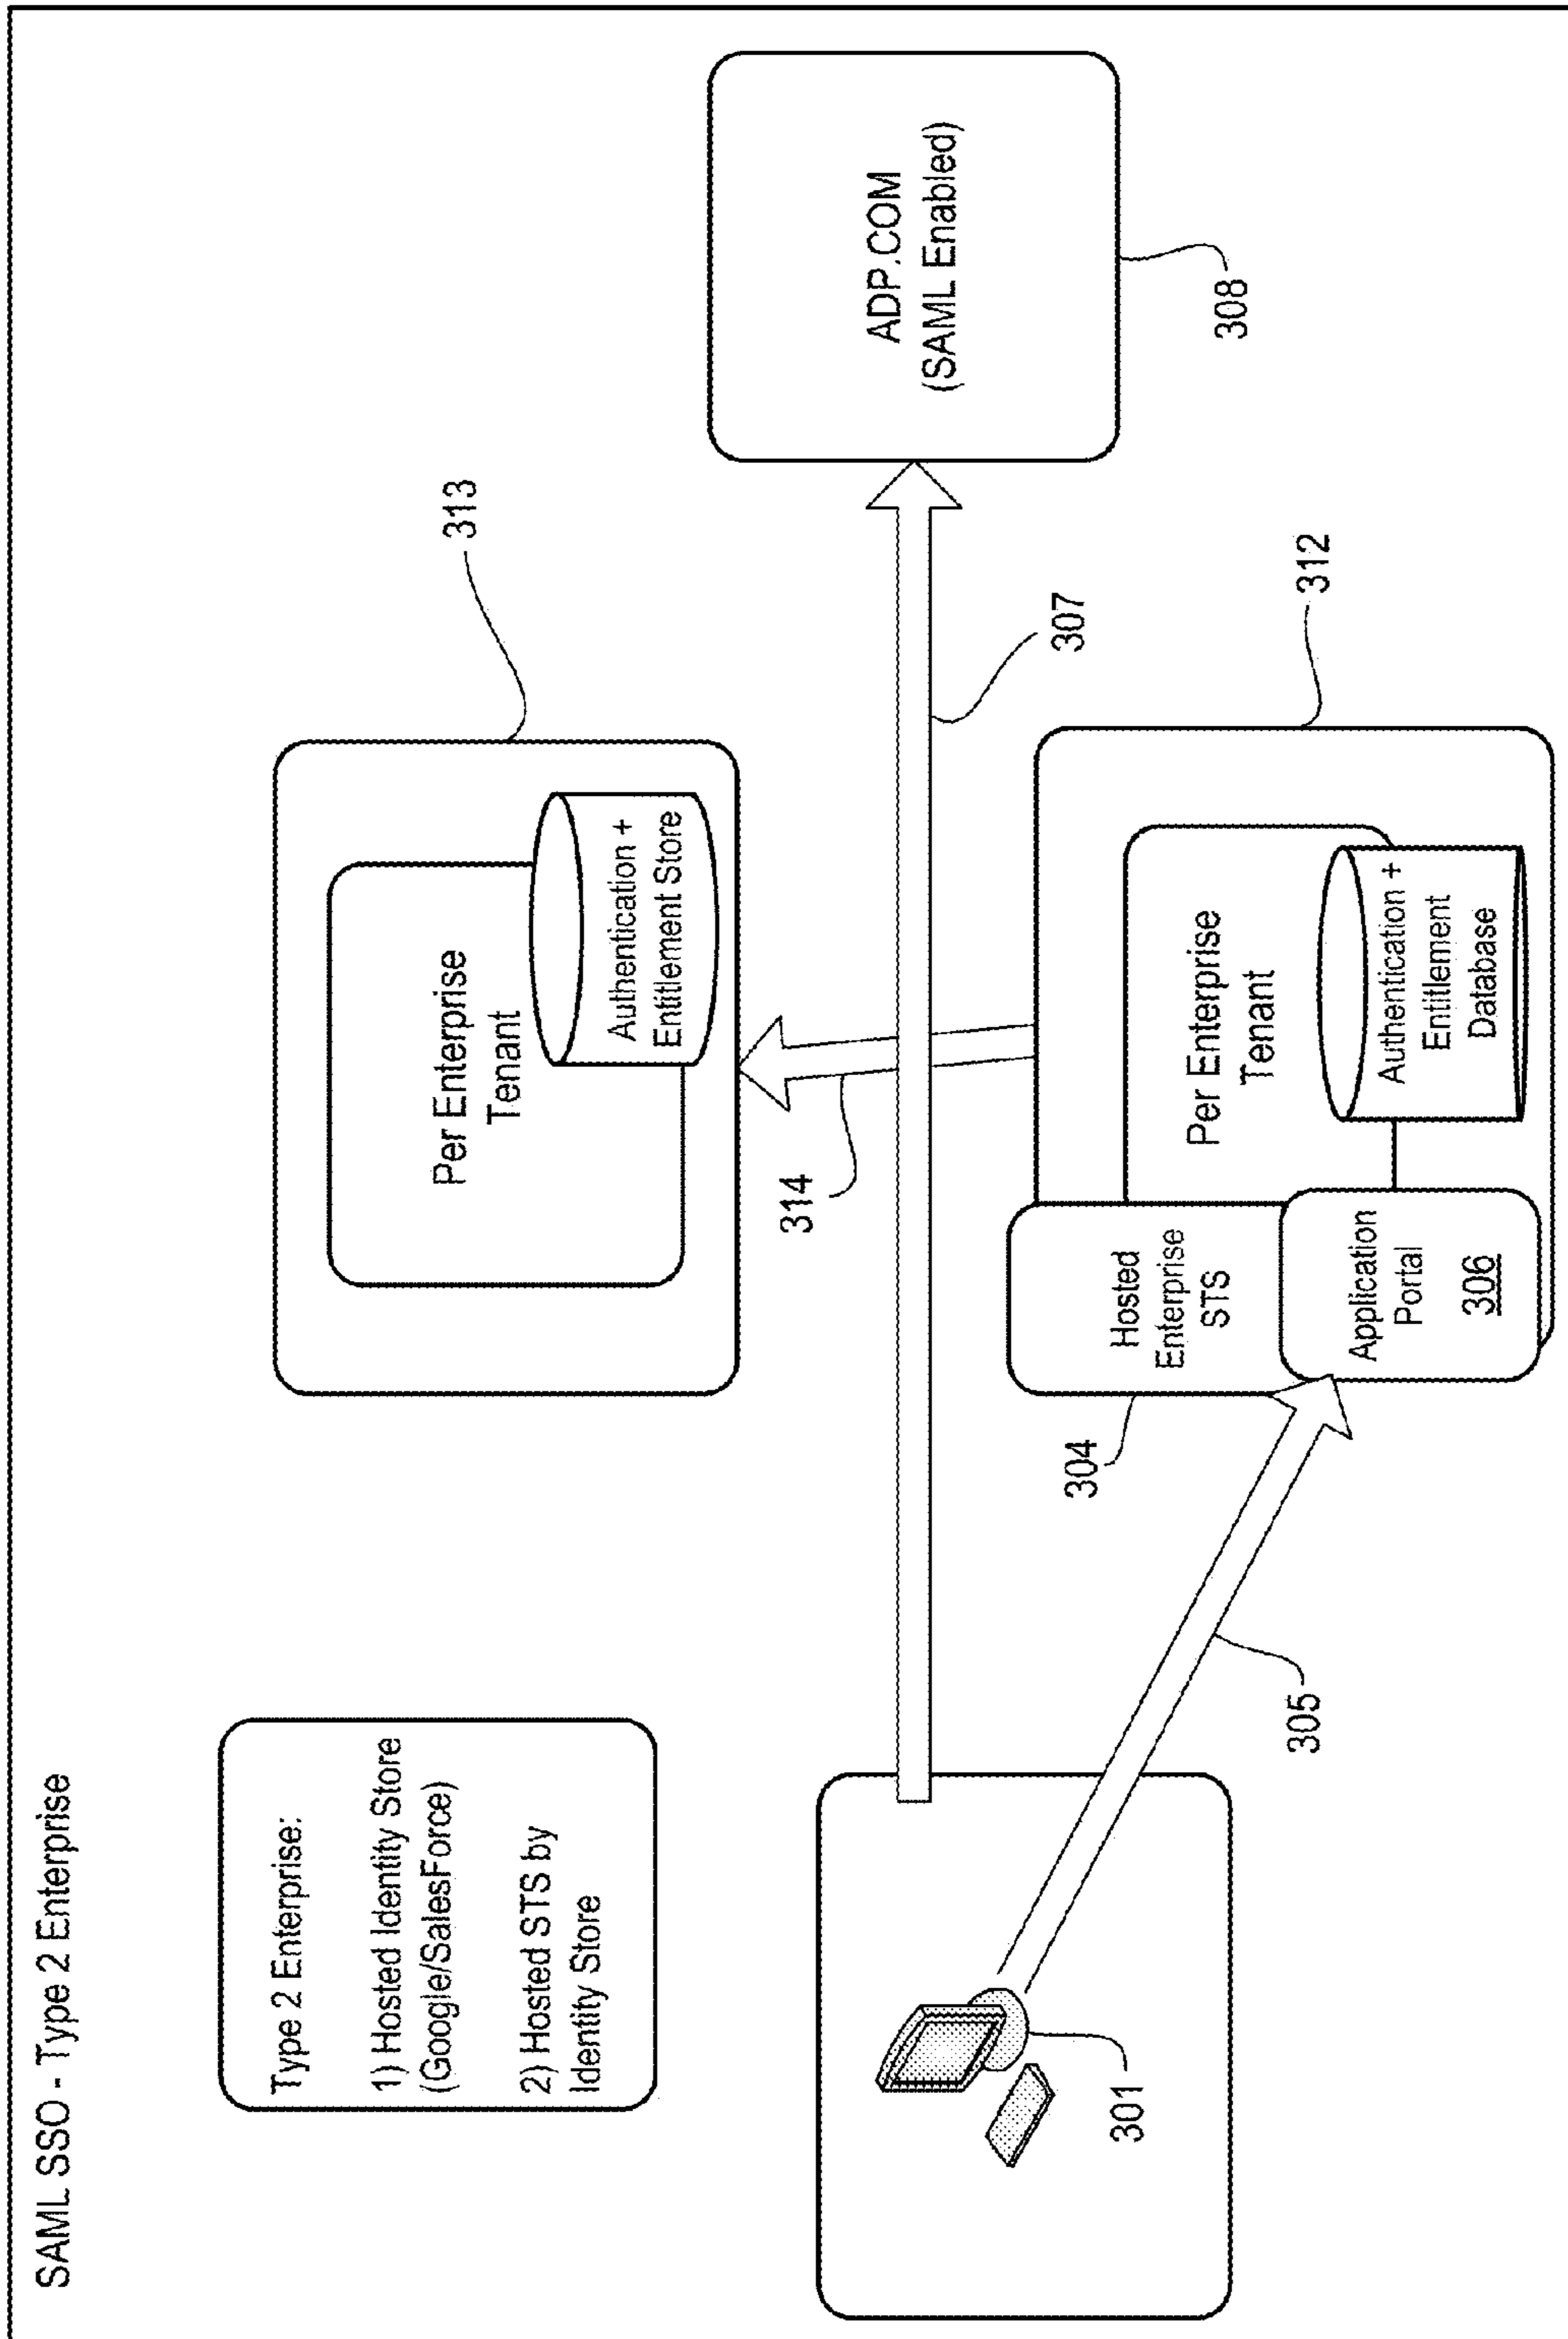 SAML SSO - Type 2 Enterprise
Type 2 Enterprise:
1) Hosted Identity Store
(Google/SalesForce)
2) Hosted STS by
Identity Store
301
305
Per Enterprise
Tenant
Authentication +
Entitlement Store
313
314
307
ADP.COM
(SAML Enabled)
308
304
Hosted
Enterprise
STS
Application
Portal
306
Per Enterprise
Tenant
Authentication +
Entitlement
Database
312